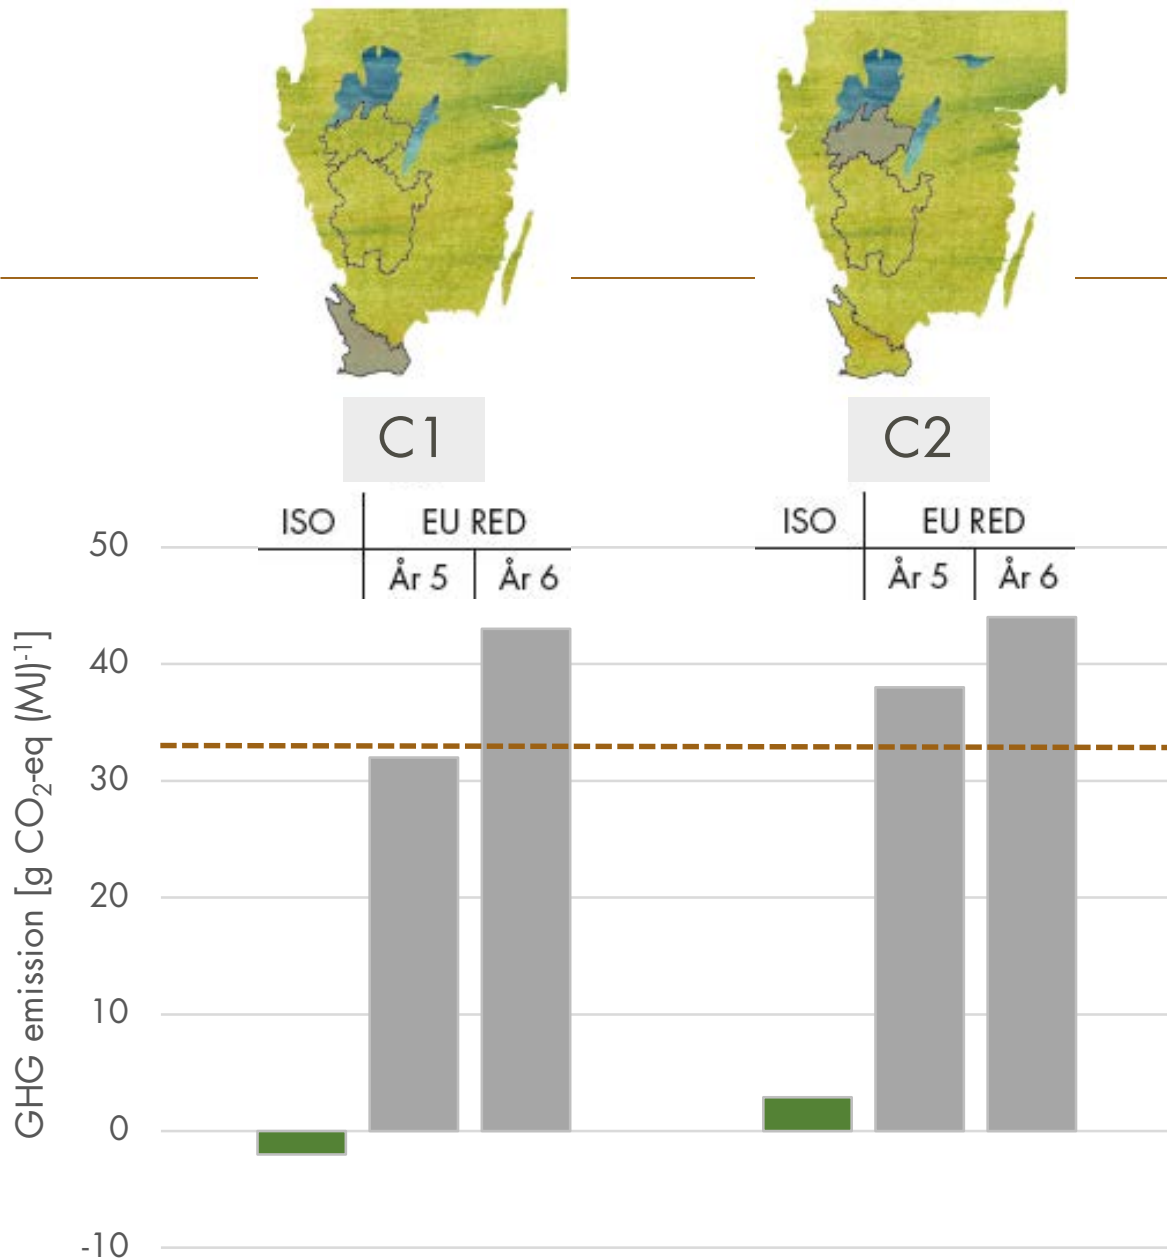 C1
C2
ISO EU RED
År 5 År 6
ISO EU RED
År 5 År 6
50
40
30
20
10
0
-10
GHG emission [g CO₂-eq (MJ)⁻¹]